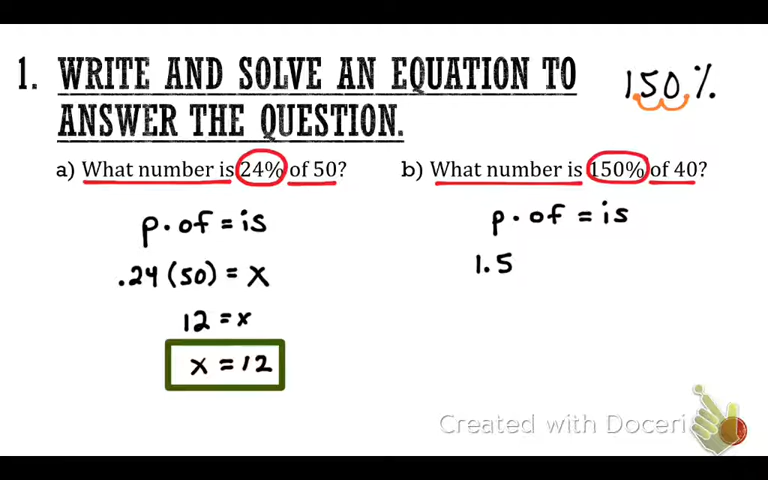 1. WRITE AND SOLVE AN EQUATION TO
ANSWER THE QUESTION.
150.%
a) What number is 24% of 50?
p. of = is
.24 (50) = x
12 = x
x = 12
b) What number is 150% of 40?
p. of = is
1.5
Created with Doceri